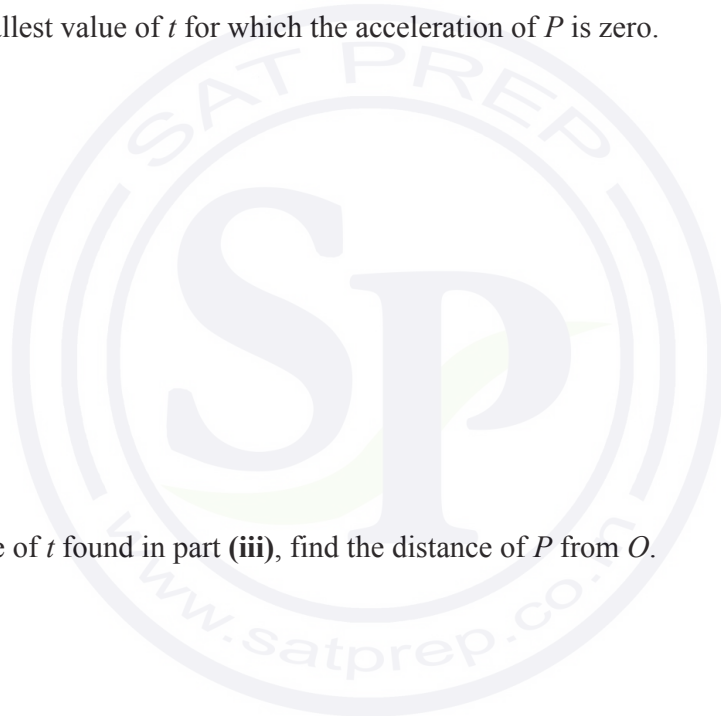 llest value of t for which the acceleration of P is zero.
SAT PREP
SP
e of t found in part (iii), find the distance of P from O.
www.satprep.co.in